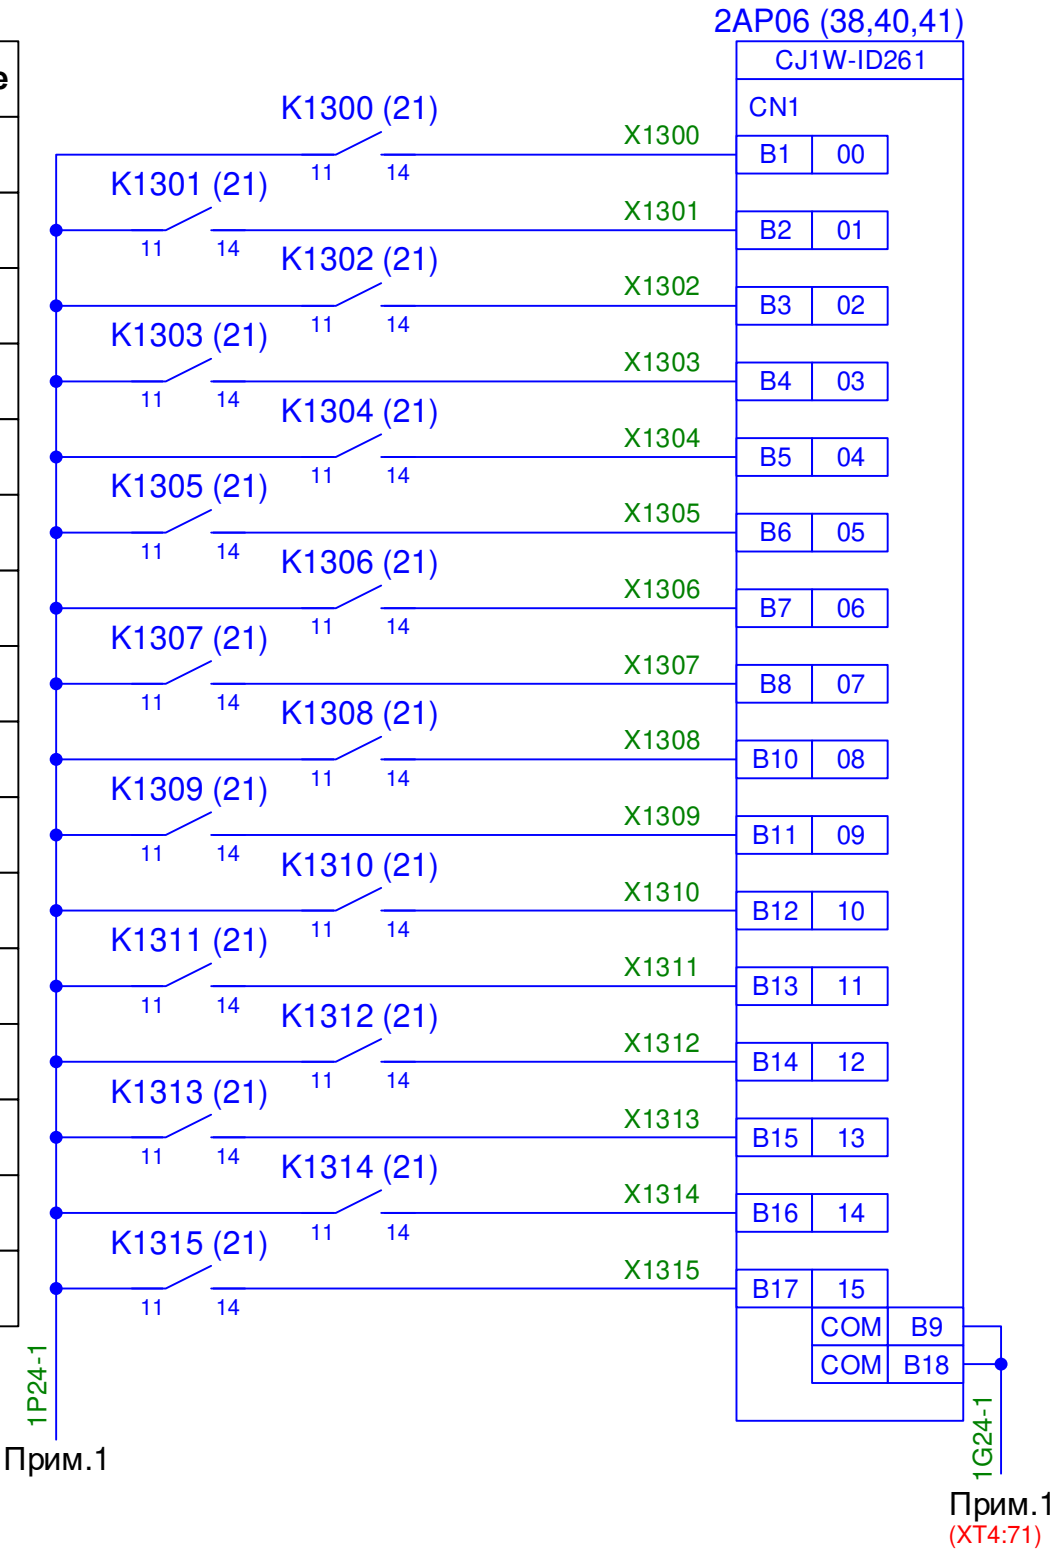 2AP06 (38,40,41)
CJ1W-ID261
e
CN1
K1300 (21)
X1300
11 14
B1 00
K1301 (21)
X1301
11 14
B2 01
K1302 (21)
X1302
11 14
B3 02
K1303 (21)
X1303
11 14
B4 03
K1304 (21)
X1304
11 14
B5 04
K1305 (21)
X1305
11 14
B6 05
K1306 (21)
X1306
11 14
B7 06
K1307 (21)
X1307
11 14
B8 07
K1308 (21)
X1308
11 14
B10 08
K1309 (21)
X1309
11 14
B11 09
K1310 (21)
X1310
11 14
B12 10
K1311 (21)
X1311
11 14
B13 11
K1312 (21)
X1312
11 14
B14 12
K1313 (21)
X1313
11 14
B15 13
K1314 (21)
X1314
11 14
B16 14
K1315 (21)
X1315
11 14
B17 15
COM B9
COM B18
1P24-1
Прим.1
1G24-1
Прим.1
(XT4:71)